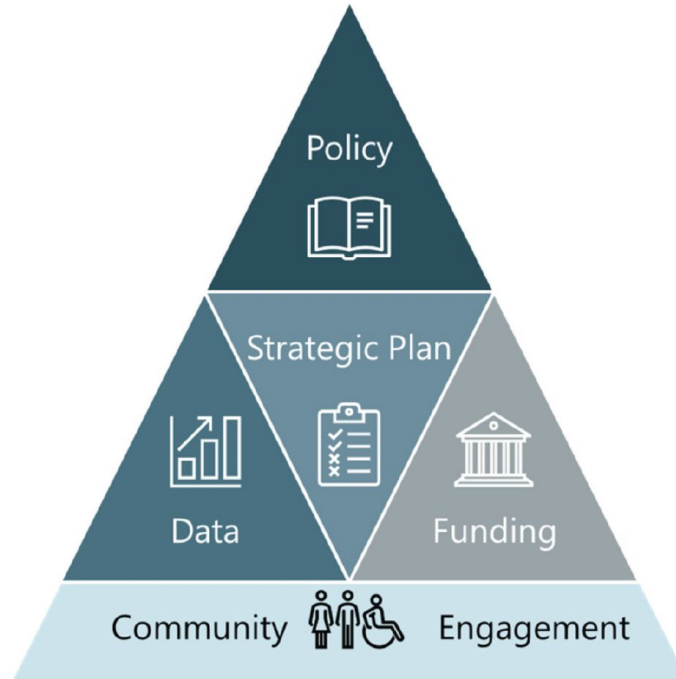 Policy
Strategic Plan
Data
Funding
Community Engagement